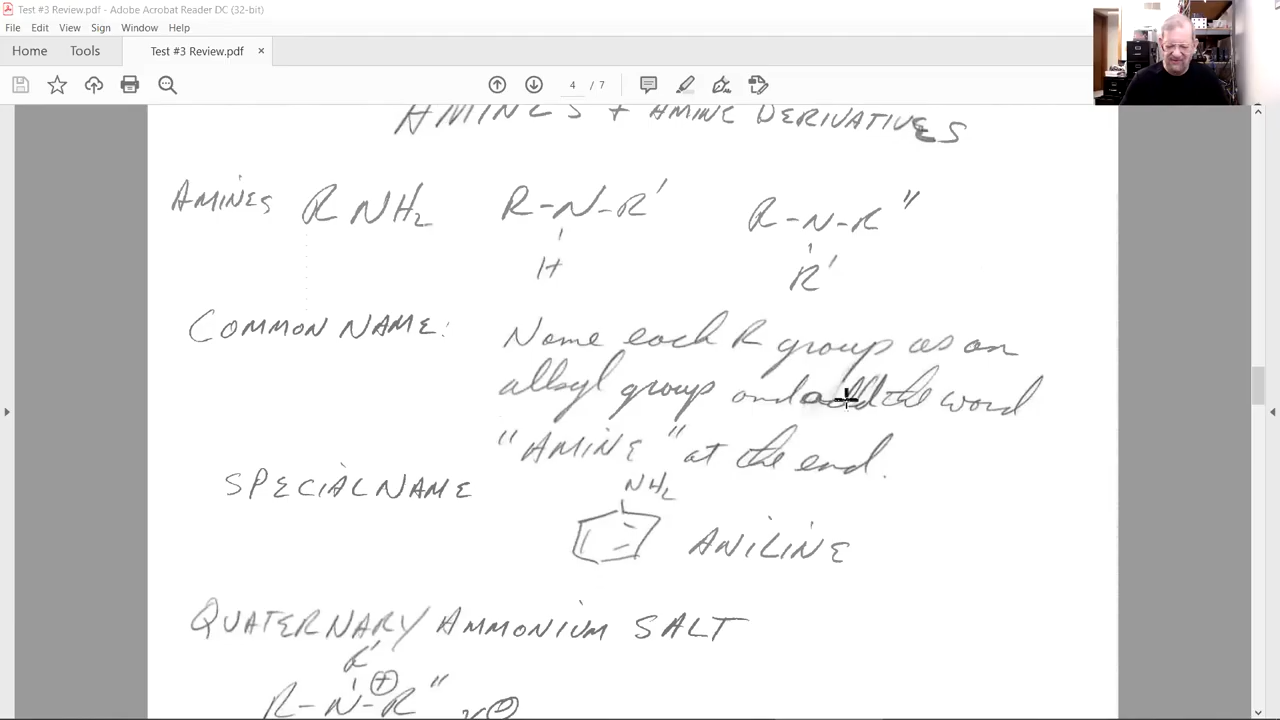 Test #3 Review.pdf - Adobe Acrobat Reader DC (32-bit)
File Edit View Sign Window Help
Home Tools Test #3 Review.pdf ×
4 / 7
AMINES + AMINE DERIVATIVES
AMINES RNH₂ R-N-R' R-N-R"
H R'
COMMON NAME: Name each R group as an
alkyl group and add the word
"AMINE" at the end.
SPECIAL NAME
NH₂
ANILINE
QUATERNARY AMMONIUM SALT
R'
R-N-R" ⊕
X⊖